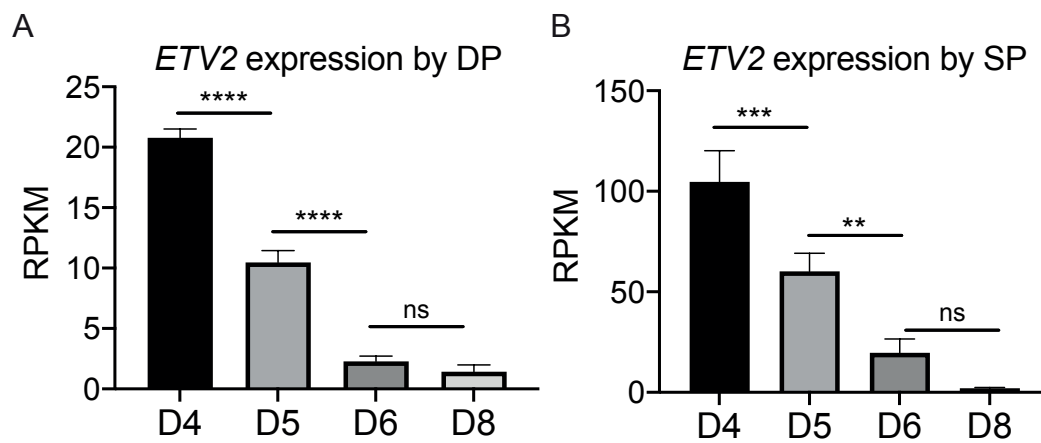 A
ETV2 expression by DP
RPKM
25
20
15
10
5
0
****
****
ns
D4 D5 D6 D8
B
ETV2 expression by SP
RPKM
150
100
50
0
***
**
ns
D4 D5 D6 D8